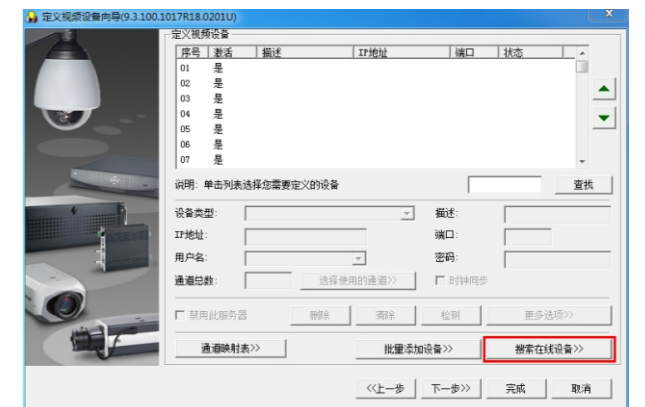 定义视频设备向导(9.3.100.1017R18.0201U)
定义视频设备
序号 激活 描述 IP地址 端口 状态
01 是
02 是
03 是
04 是
05 是
06 是
07 是
说明: 单击列表选择您需要定义的设备 查找
设备类型: 描述:
IP地址: 端口:
用户名: 密码:
通道总数: 选择使用的通道>> 时钟同步
禁用此服务器 删除 清除 检测 更多选项>>
通道映射表>> 批量添加设备>> 搜索在线设备>>
<<上一步 下一步>> 完成 取消